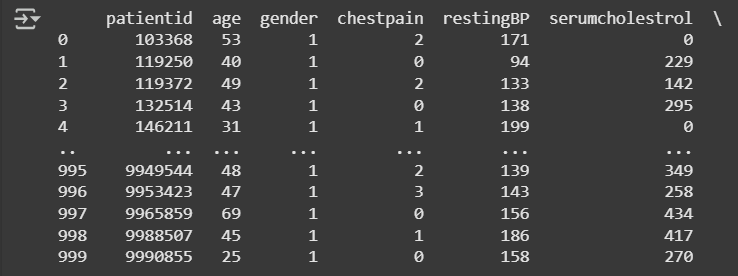 patientid age gender chestpain restingBP serumcholestrol \
0 103368 53 1 2 171 0
1 119250 40 1 0 94 229
2 119372 49 1 2 133 142
3 132514 43 1 0 138 295
4 146211 31 1 1 199 0
.. ... ... ... ... ... ...
995 9949544 48 1 2 139 349
996 9953423 47 1 3 143 258
997 9965859 69 1 0 156 434
998 9988507 45 1 1 186 417
999 9990855 25 1 0 158 270